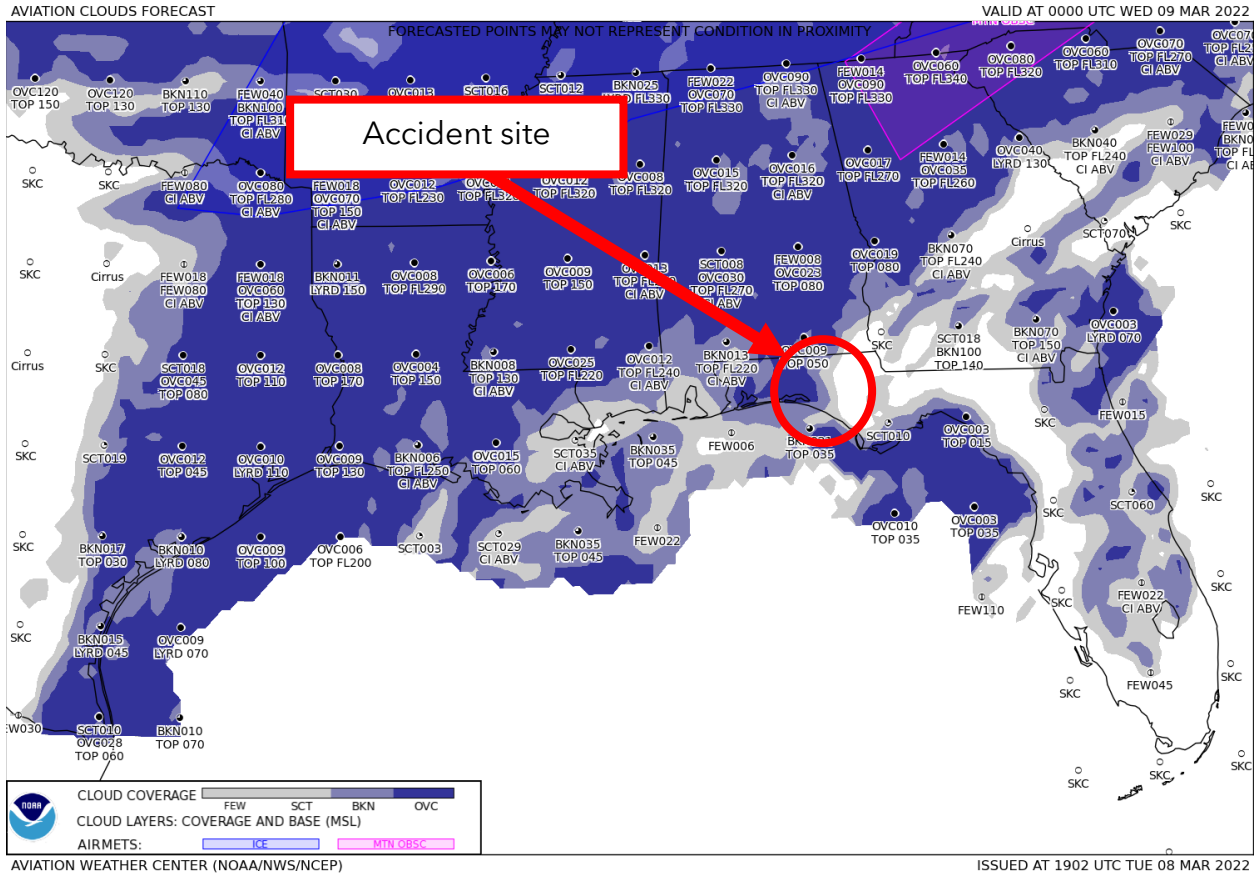 AVIATION CLOUDS FORECAST
VALID AT 0000 UTC WED 09 MAR 2022
FORECASTED POINTS MAY NOT REPRESENT CONDITION IN PROXIMITY
MTN OBSC
OVC120
TOP 150
OVC120
TOP 130
BKN110
TOP 130
FEW040
BKN100
CI ABV
SCT030
OVC013
SCT016
SCT012
BKN025
FL330
FEW022
OVC070
TOP FL330
OVC090
TOP FL330
CI ABV
FEW014
OVC090
TOP FL330
OVC060
TOP FL340
OVC080
TOP FL320
OVC060
TOP FL310
OVC070
TOP FL270
CI ABV
Accident site
SKC
SKC
FEW080
CI ABV
OVC080
TOP FL280
CI ABV
FEW018
OVC070
TOP 150
CI ABV
OVC012
TOP FL230
OVC012
TOP FL320
OVC008
TOP FL320
OVC015
TOP FL320
OVC016
TOP FL320
CI ABV
OVC017
TOP FL270
FEW014
OVC035
TOP FL260
OVC040
LYRD 130
BKN040
TOP FL240
CI ABV
FEW029
FEW100
CI ABV
SKC
SKC
Cirrus
FEW018
FEW080
CI ABV
FEW018
OVC060
TOP 130
CI ABV
BKN011
LYRD 150
OVC008
TOP FL290
OVC006
TOP 170
OVC009
TOP 150
CI ABV
SCT008
OVC030
TOP FL270
CI ABV
FEW008
OVC023
TOP 080
OVC019
TOP 080
BKN070
TOP FL240
CI ABV
Cirrus
SCT070
Cirrus
SKC
SCT018
OVC045
TOP 080
OVC012
TOP 110
OVC008
TOP 170
OVC004
TOP 150
BKN008
TOP 130
CI ABV
OVC025
TOP FL220
OVC012
TOP FL240
CI ABV
BKN013
TOP FL220
CI ABV
OVC009
TOP 050
SKC
SCT018
BKN100
TOP 140
BKN070
TOP 150
CI ABV
OVC003
LYRD 070
SKC
SCT019
OVC012
TOP 045
OVC010
LYRD 110
OVC009
TOP 130
BKN006
TOP FL250
CI ABV
OVC015
TOP 060
SCT035
CI ABV
BKN035
TOP 045
FEW006
TOP 035
SCT010
OVC003
TOP 015
SKC
FEW015
SKC
BKN017
TOP 030
BKN010
LYRD 080
OVC009
TOP 100
OVC006
TOP FL200
SCT003
SCT029
CI ABV
BKN035
TOP 045
FEW022
OVC010
TOP 035
OVC003
TOP 035
SKC
SCT060
SKC
SKC
BKN015
LYRD 045
OVC009
LYRD 070
FEW110
SKC
FEW022
CI ABV
SKC
SCT010
OVC028
TOP 060
BKN010
TOP 070
SKC
FEW045
SKC
SKC
SKC
SKC
SKC
CLOUD COVERAGE
FEW SCT BKN OVC
CLOUD LAYERS: COVERAGE AND BASE (MSL)
AIRMETS: ICE MTN OBSC
NOAA
AVIATION WEATHER CENTER (NOAA/NWS/NCEP)
ISSUED AT 1902 UTC TUE 08 MAR 2022